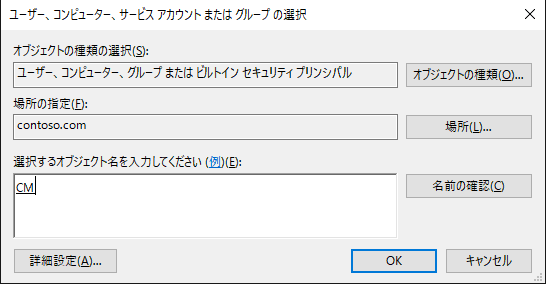 ユーザー、コンピューター、サービス アカウント または グループ の選択
オブジェクトの種類の選択(S):
ユーザー、コンピューター、グループ または ビルトイン セキュリティ プリンシパル
オブジェクトの種類(O)...
場所の指定(F):
contoso.com
場所(L)...
選択するオブジェクト名を入力してください (例)(E):
CM
名前の確認(C)
詳細設定(A)...
OK
キャンセル